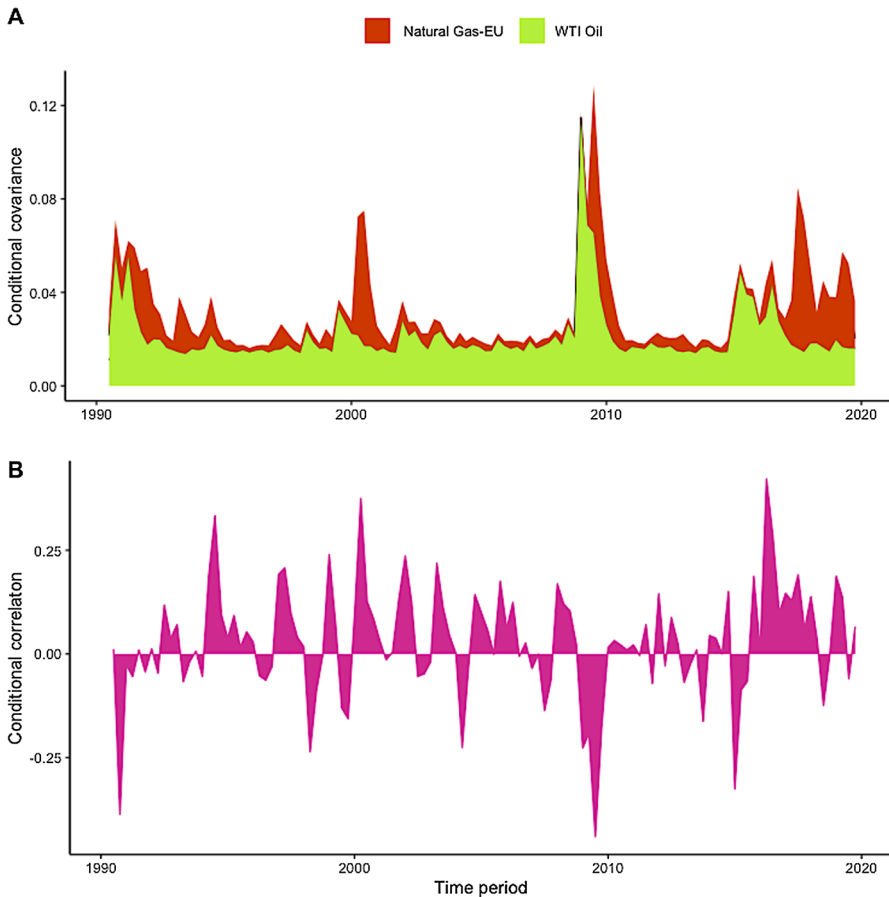 A
Natural Gas-EU WTI Oil
Conditional covariance
0.12
0.08
0.04
0.00
1990 2000 2010 2020
B
Conditional correlaton
0.25
0.00
-0.25
1990 2000 2010 2020
Time period